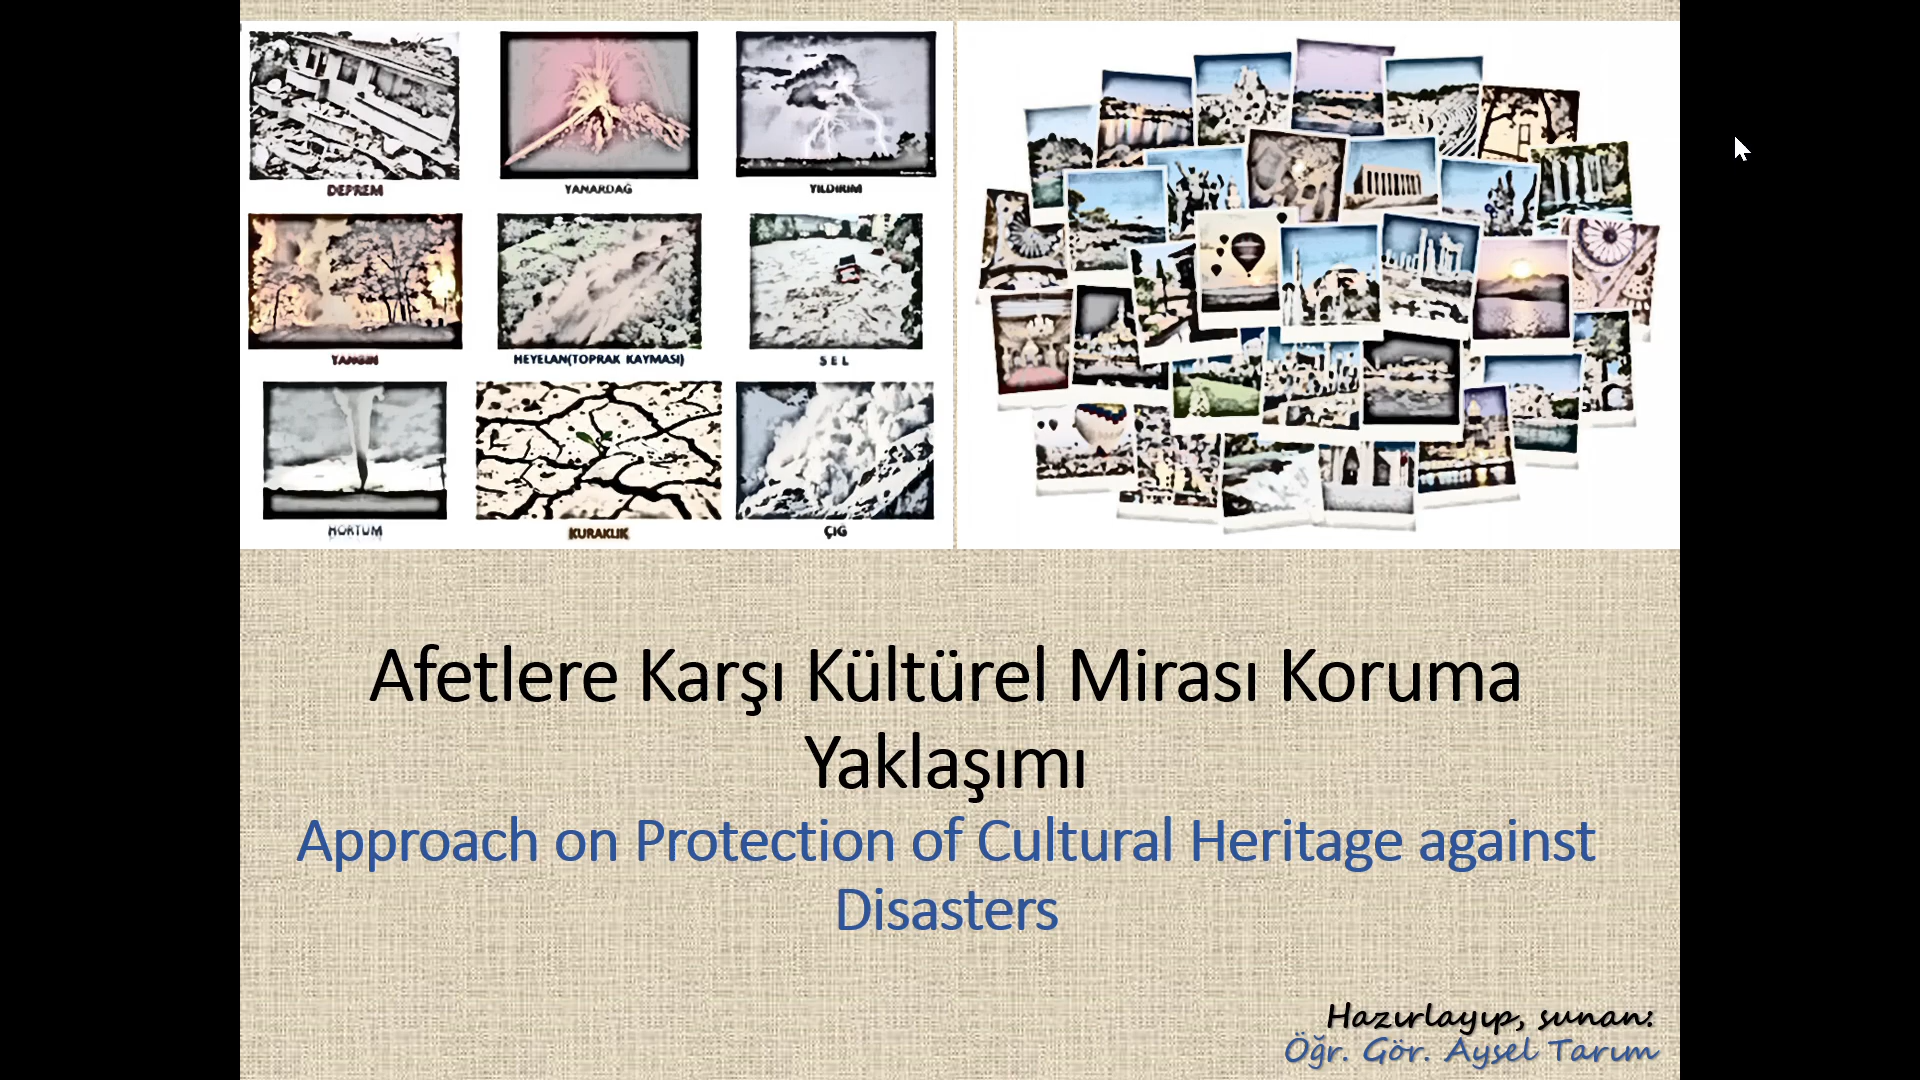 DEPREM
YANARDAĞ
YILDIRIM
YANGIN
HEYELAN(TOPRAK KAYMASI)
SEL
HORTUM
KURAKLIK
ÇIĞ
Afetlere Karşı Kültürel Mirası Koruma
Yaklaşımı
Approach on Protection of Cultural Heritage against
Disasters
Hazırlayıp, sunan:
Öğr. Gör. Aysel Tarım